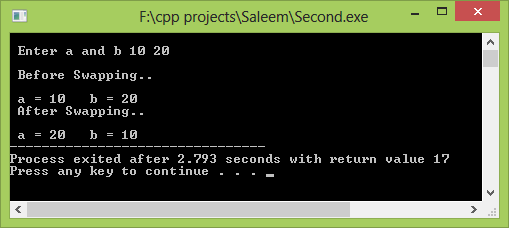 F:\cpp projects\Saleem\Second.exe
Enter a and b 10 20
Before Swapping..
a = 10   b = 20
After Swapping..
a = 20   b = 10
--------------------------------
Process exited after 2.793 seconds with return value 17
Press any key to continue . . . _